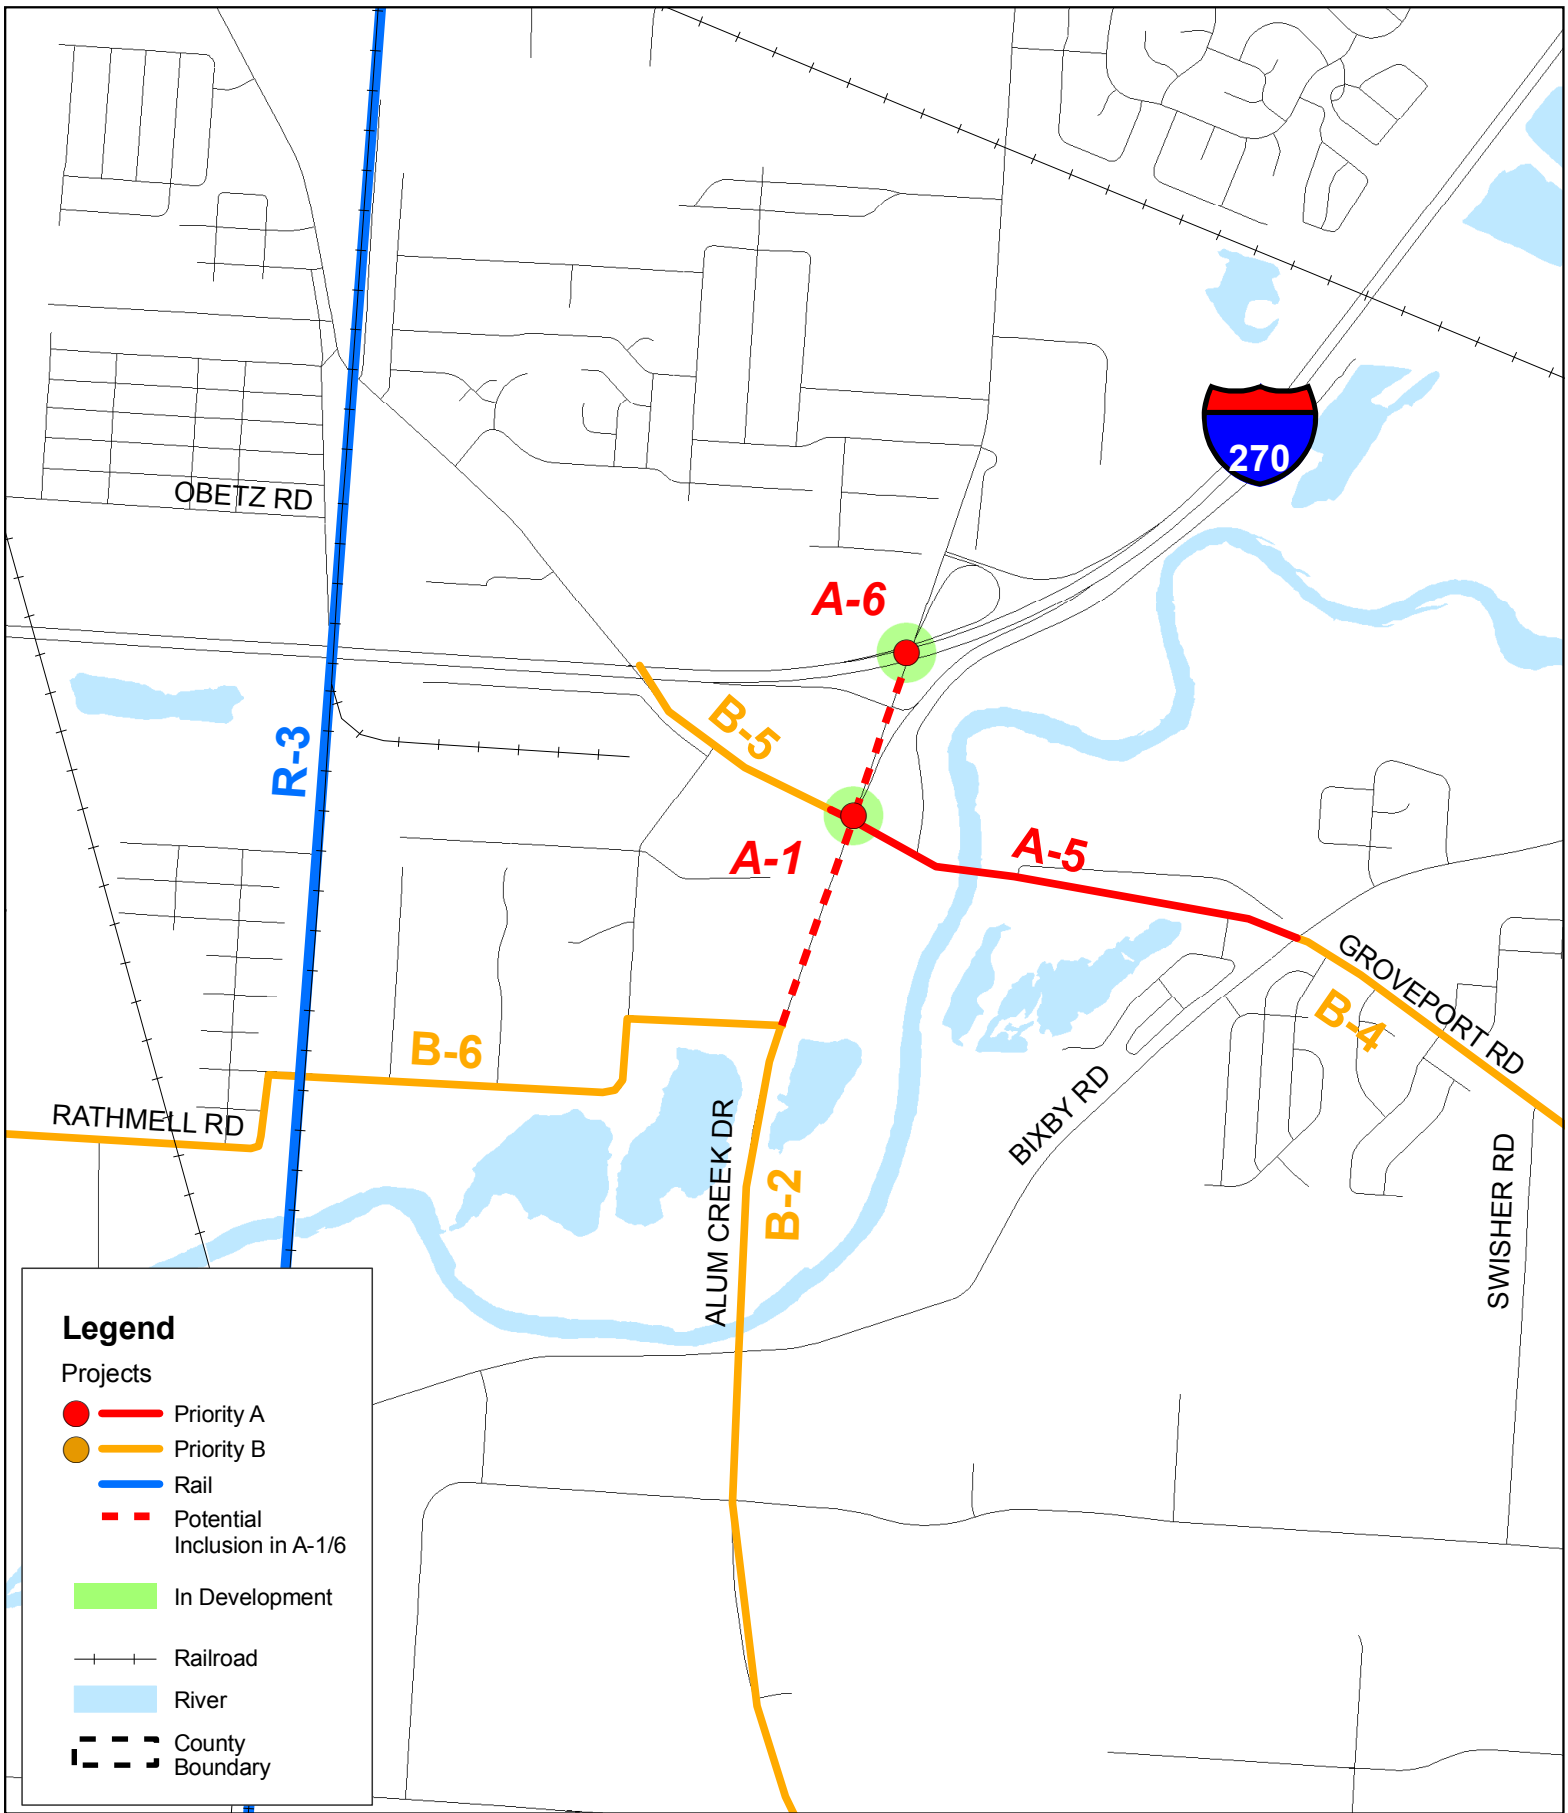 270
OBETZ RD
A-6
B-5
R-3
A-5
A-1
GROVEPORT RD
B-4
B-6
BIXBY RD
RATHMELL RD
ALUM CREEK DR
B-2
SWISHER RD
Legend
Projects
Priority A
Priority B
Rail
Potential
Inclusion in A-1/6
In Development
Railroad
River
County
Boundary